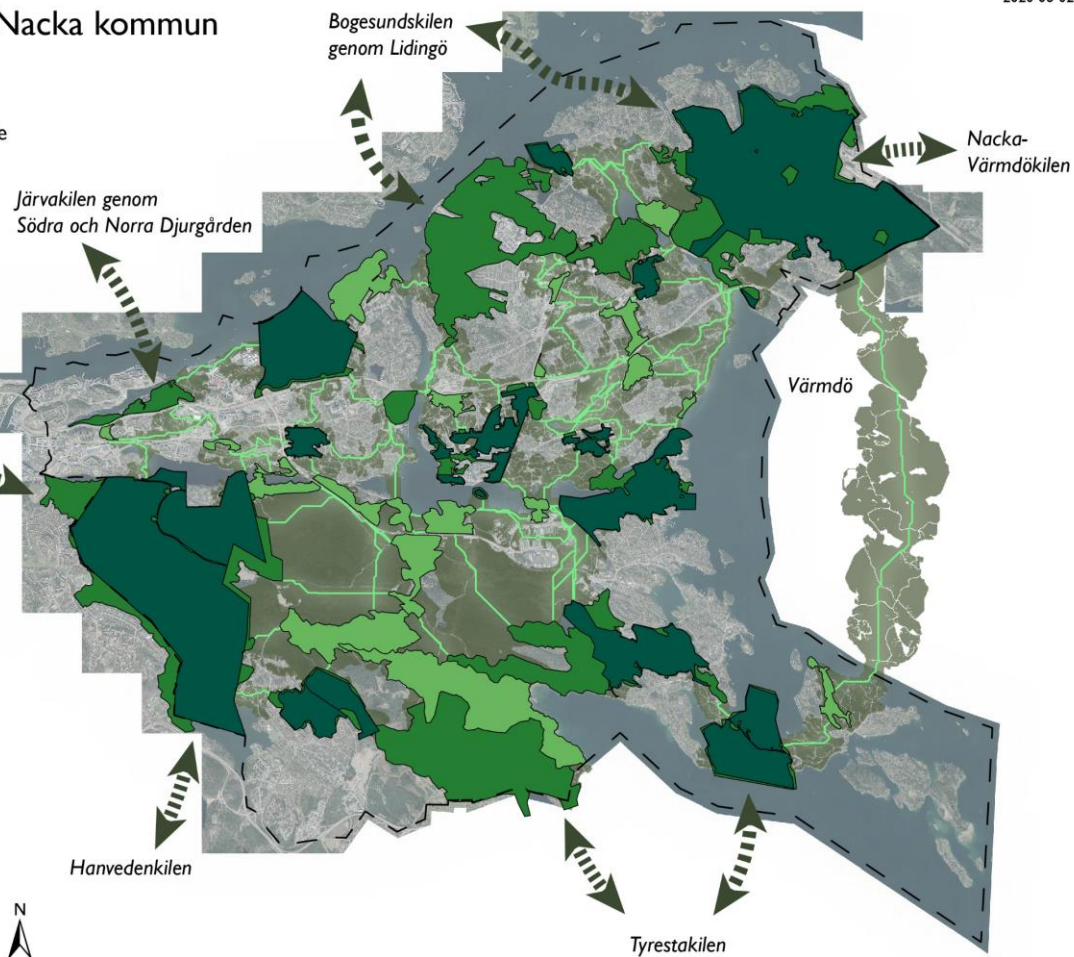 Nacka kommun
Bogesundskilen
genom Lidingö
e
Nacka-
Värmdökilen
Järvakilen genom
Södra och Norra Djurgården
Värmdö
Hanvedenkilen
Tyrestakilen
N